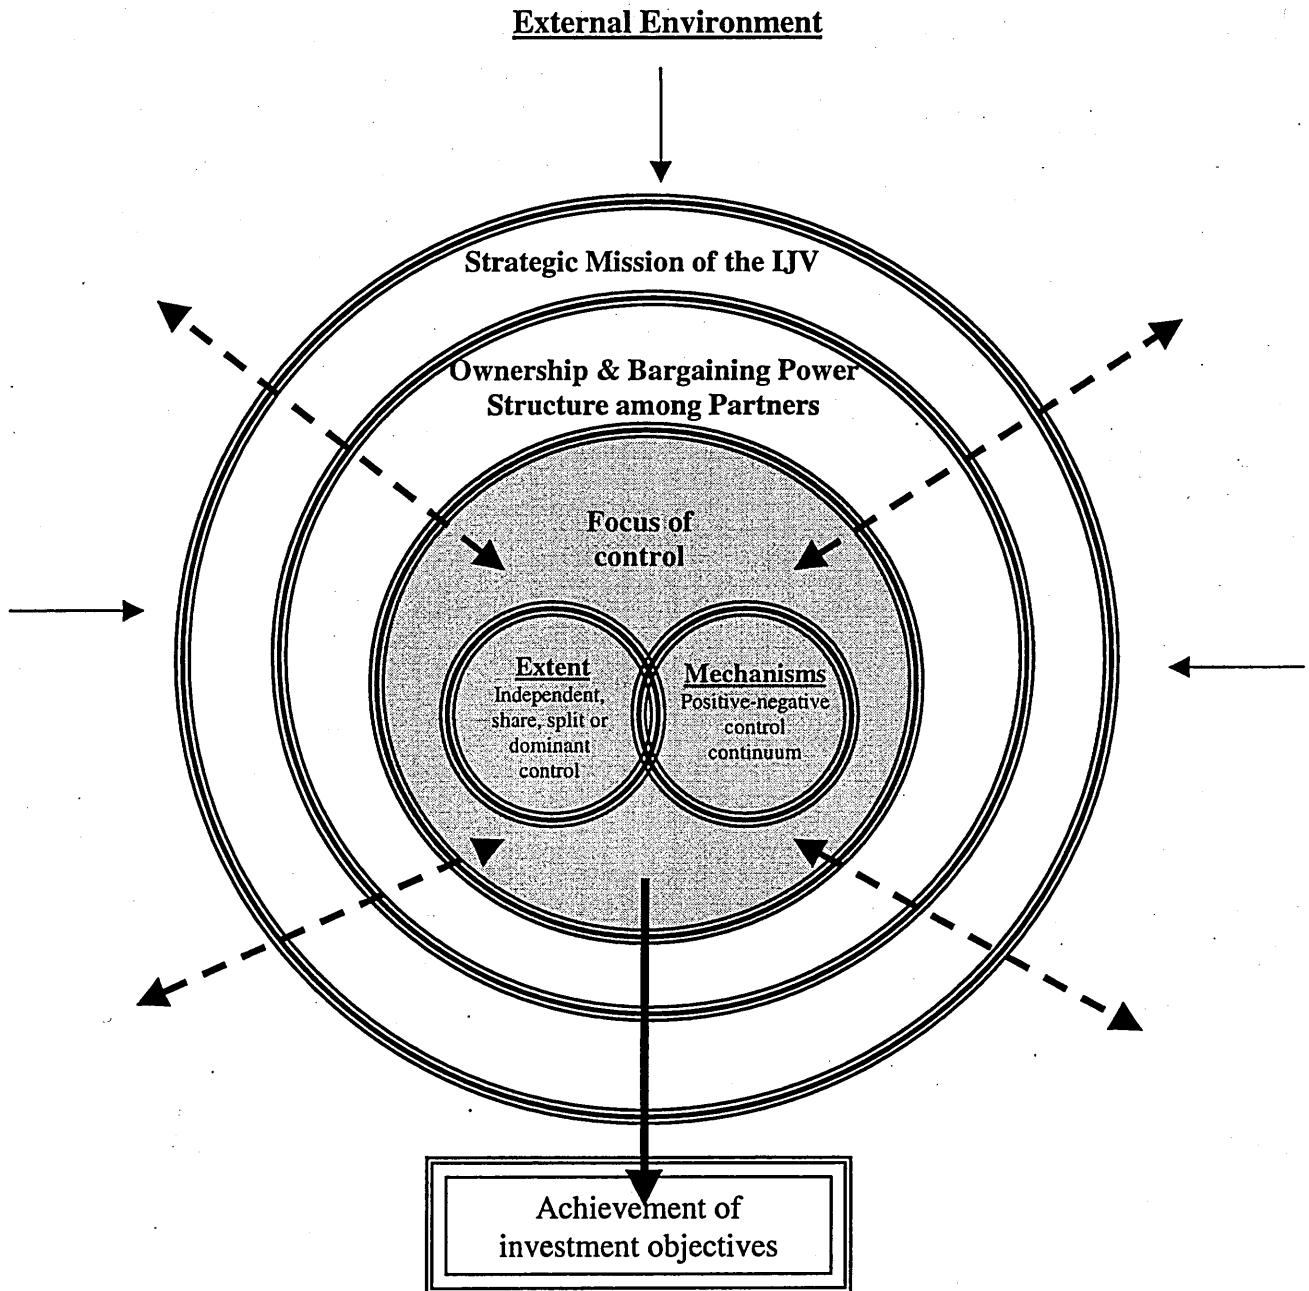 External Environment
Strategic Mission of the IJV
Ownership & Bargaining Power
Structure among Partners
Focus of
control
Extent
Independent,
share, split or
dominant
control
Mechanisms
Positive-negative
control
continuum
Achievement of
investment objectives